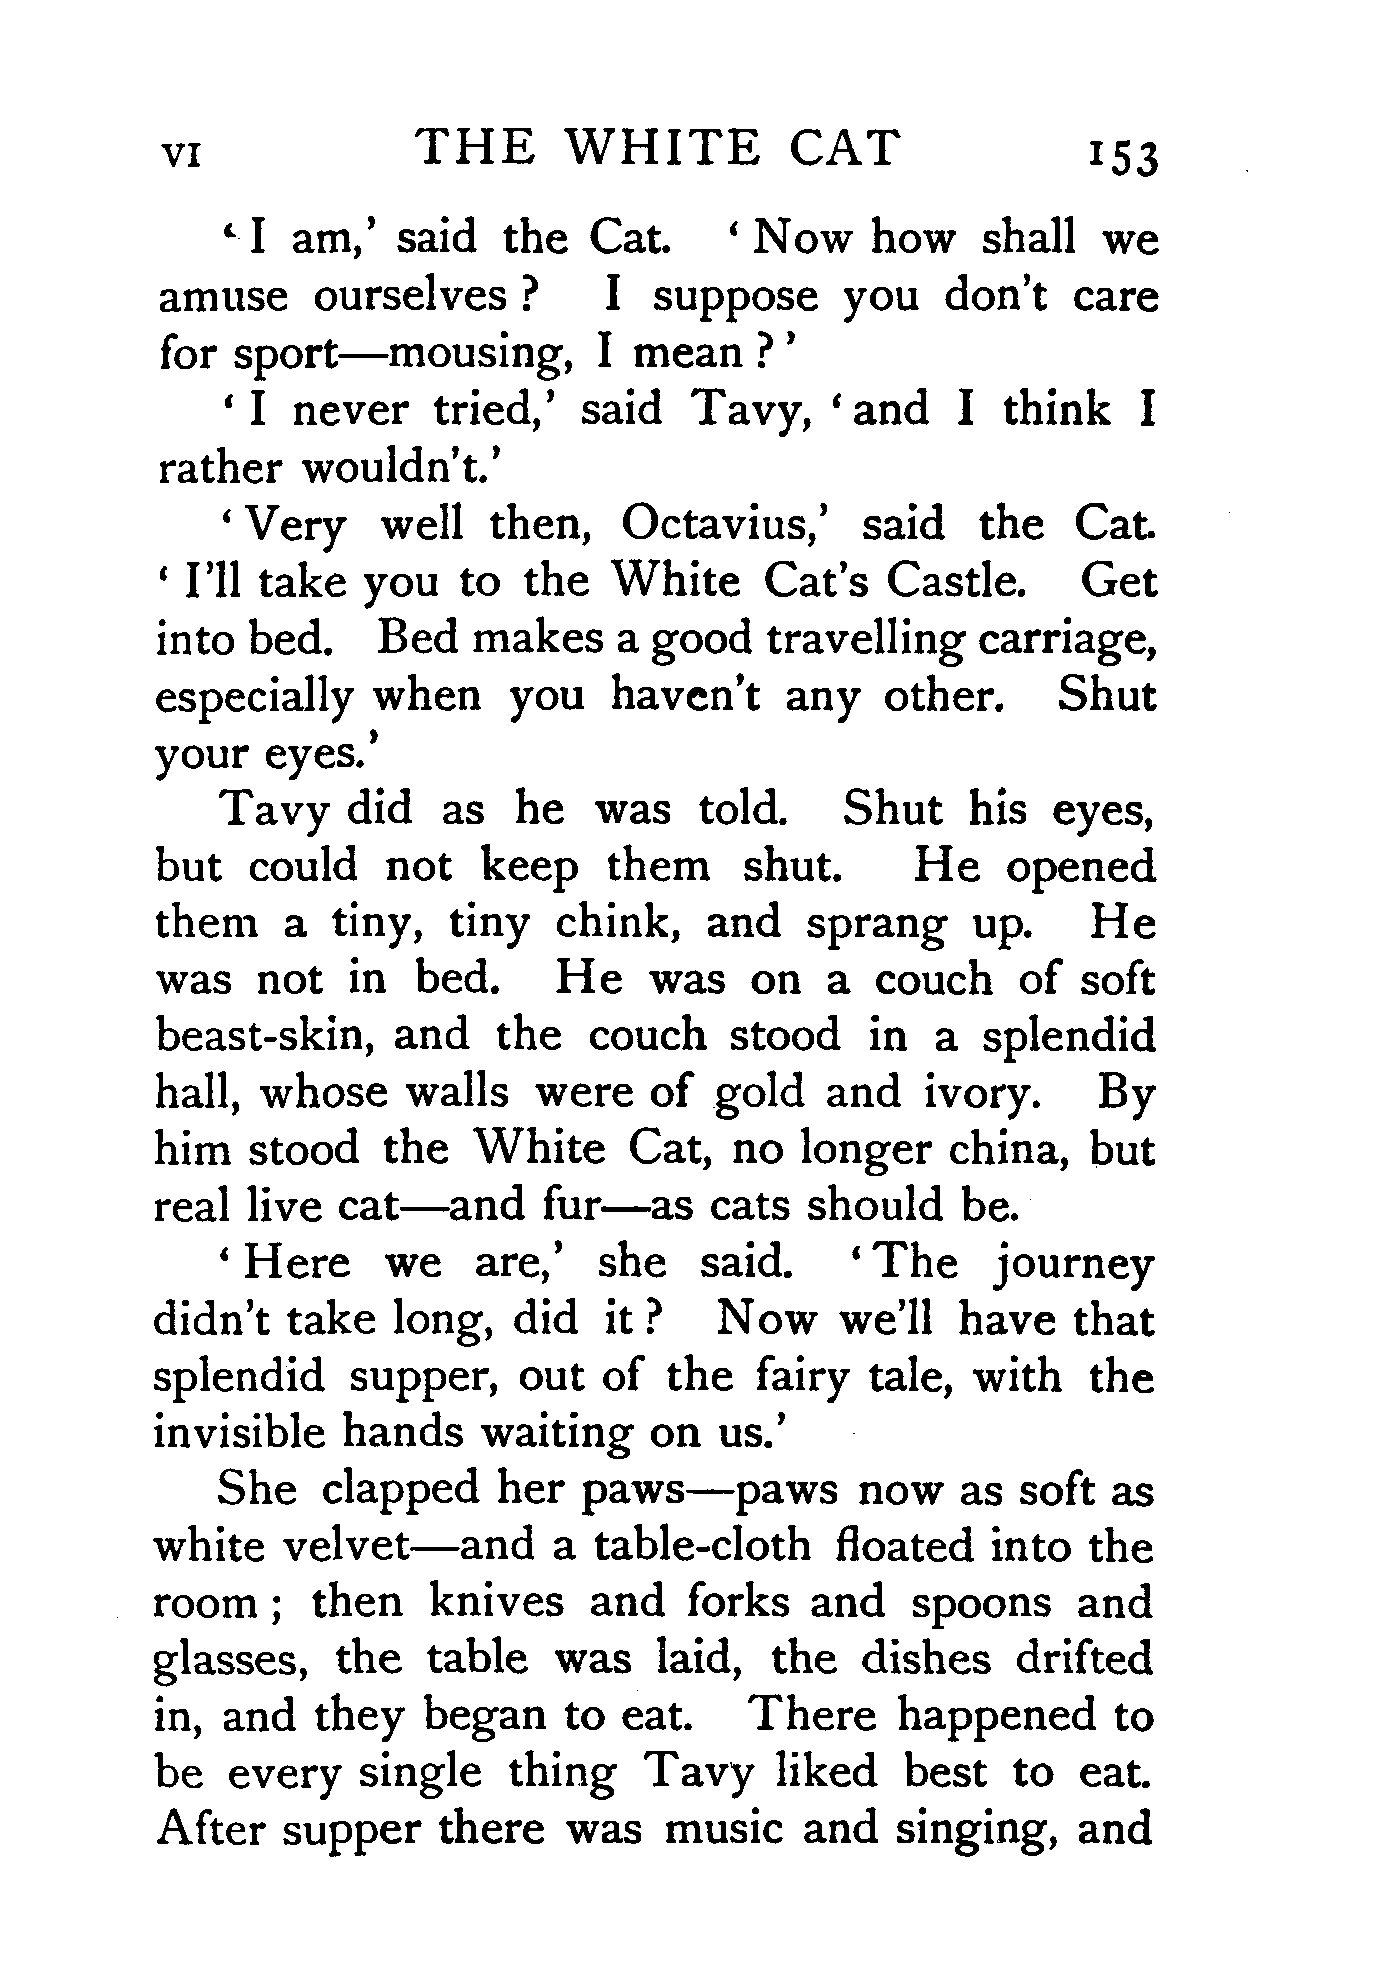 VI THE WHITE CAT 153
‘ I am,’ said the Cat. ‘ Now how shall we
amuse ourselves ? I suppose you don’t care
for sport—mousing, I mean ? ’
‘ I never tried,’ said Tavy, ‘ and I think I
rather wouldn’t.’
‘ Very well then, Octavius,’ said the Cat.
‘ I’ll take you to the White Cat’s Castle. Get
into bed. Bed makes a good travelling carriage,
especially when you haven’t any other. Shut
your eyes.’
Tavy did as he was told. Shut his eyes,
but could not keep them shut. He opened
them a tiny, tiny chink, and sprang up. He
was not in bed. He was on a couch of soft
beast-skin, and the couch stood in a splendid
hall, whose walls were of gold and ivory. By
him stood the White Cat, no longer china, but
real live cat—and fur—as cats should be.
‘ Here we are,’ she said. ‘ The journey
didn’t take long, did it ? Now we’ll have that
splendid supper, out of the fairy tale, with the
invisible hands waiting on us.’
She clapped her paws—paws now as soft as
white velvet—and a table-cloth floated into the
room ; then knives and forks and spoons and
glasses, the table was laid, the dishes drifted
in, and they began to eat. There happened to
be every single thing Tavy liked best to eat.
After supper there was music and singing, and